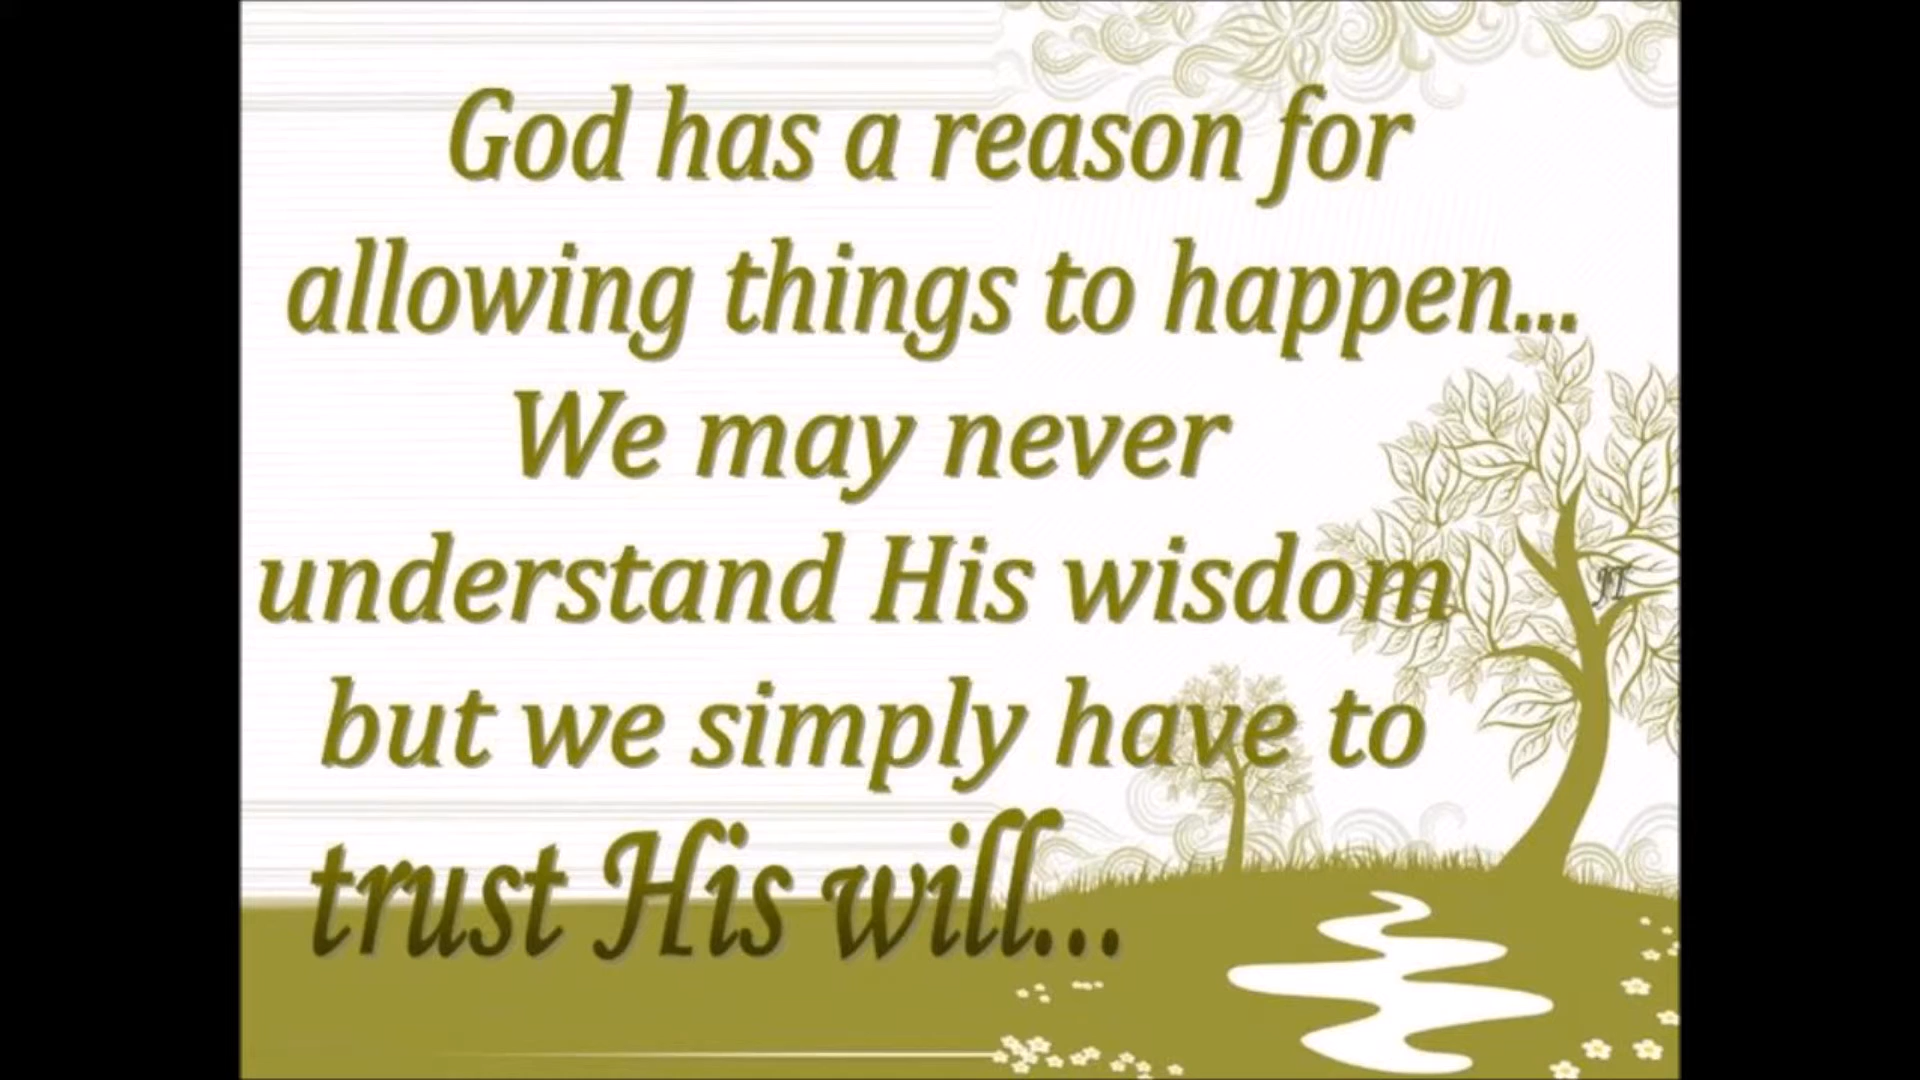 God has a reason for
allowing things to happen...
We may never
understand His wisdom
but we simply have to
trust His will...
JT